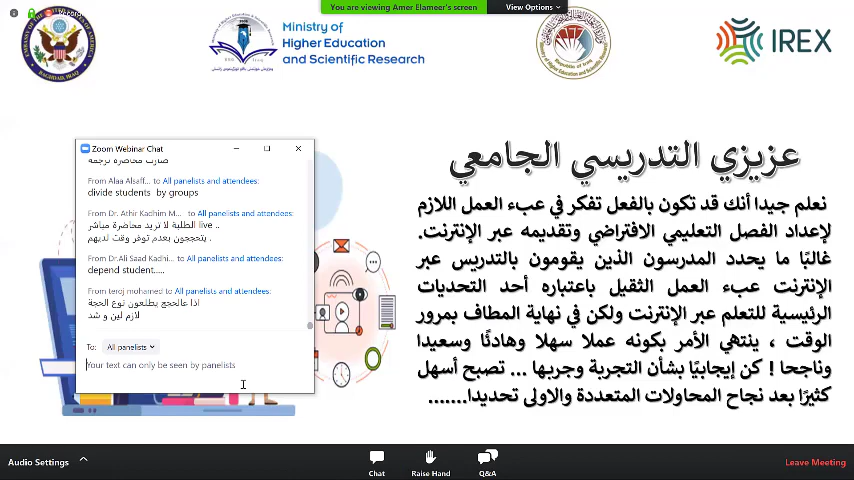 You are viewing Amer Elameer's screen
View Options
Ministry of
Higher Education
and Scientific Research
IREX
Zoom Webinar Chat
From Alaa Alsaff... to All panelists and attendees:
divide students by groups
From Dr. Athir Kadhim M... to All panelists and attendees:
الطلبة لا تريد محاضرة مباشر live ..
يتحججون بعدم توفر وقت لديهم .
From Dr.Ali Saad Kadhi... to All panelists and attendees:
depend student.....
From teroj mohamed to All panelists and attendees:
اذا عالحجج يطلعون نوع الحجة
لازم لين و شد
To: All panelists
Your text can only be seen by panelists
عزيزي التدريسي الجامعي
نعلم جيدا أنك قد تكون بالفعل تفكر في عبء العمل اللازم
لإعداد الفصل التعليمي الافتراضي وتقديمه عبر الإنترنت.
غالبًا ما يحدد المدرسون الذين يقومون بالتدريس عبر
الإنترنت عبء العمل الثقيل باعتباره أحد التحديات
الرئيسية للتعلم عبر الإنترنت ولكن في نهاية المطاف بمرور
الوقت ، ينتهي الأمر بكونه عملا سهلا وهادئًا وسعيدا
وناجحا ! كن إيجابيًا بشأن التجربة وجربها ... تصبح أسهل
كثيرًا بعد نجاح المحاولات المتعددة والاولى تحديدا.......
Audio Settings
Chat
Raise Hand
Q&A
Leave Meeting